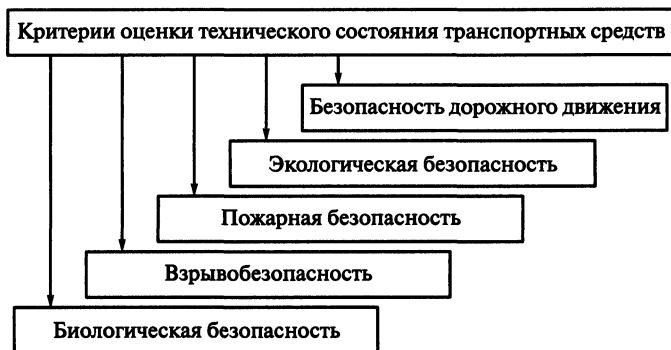 Критерии оценки технического состояния транспортных средств
Безопасность дорожного движения
Экологическая безопасность
Пожарная безопасность
Взрывобезопасность
Биологическая безопасность